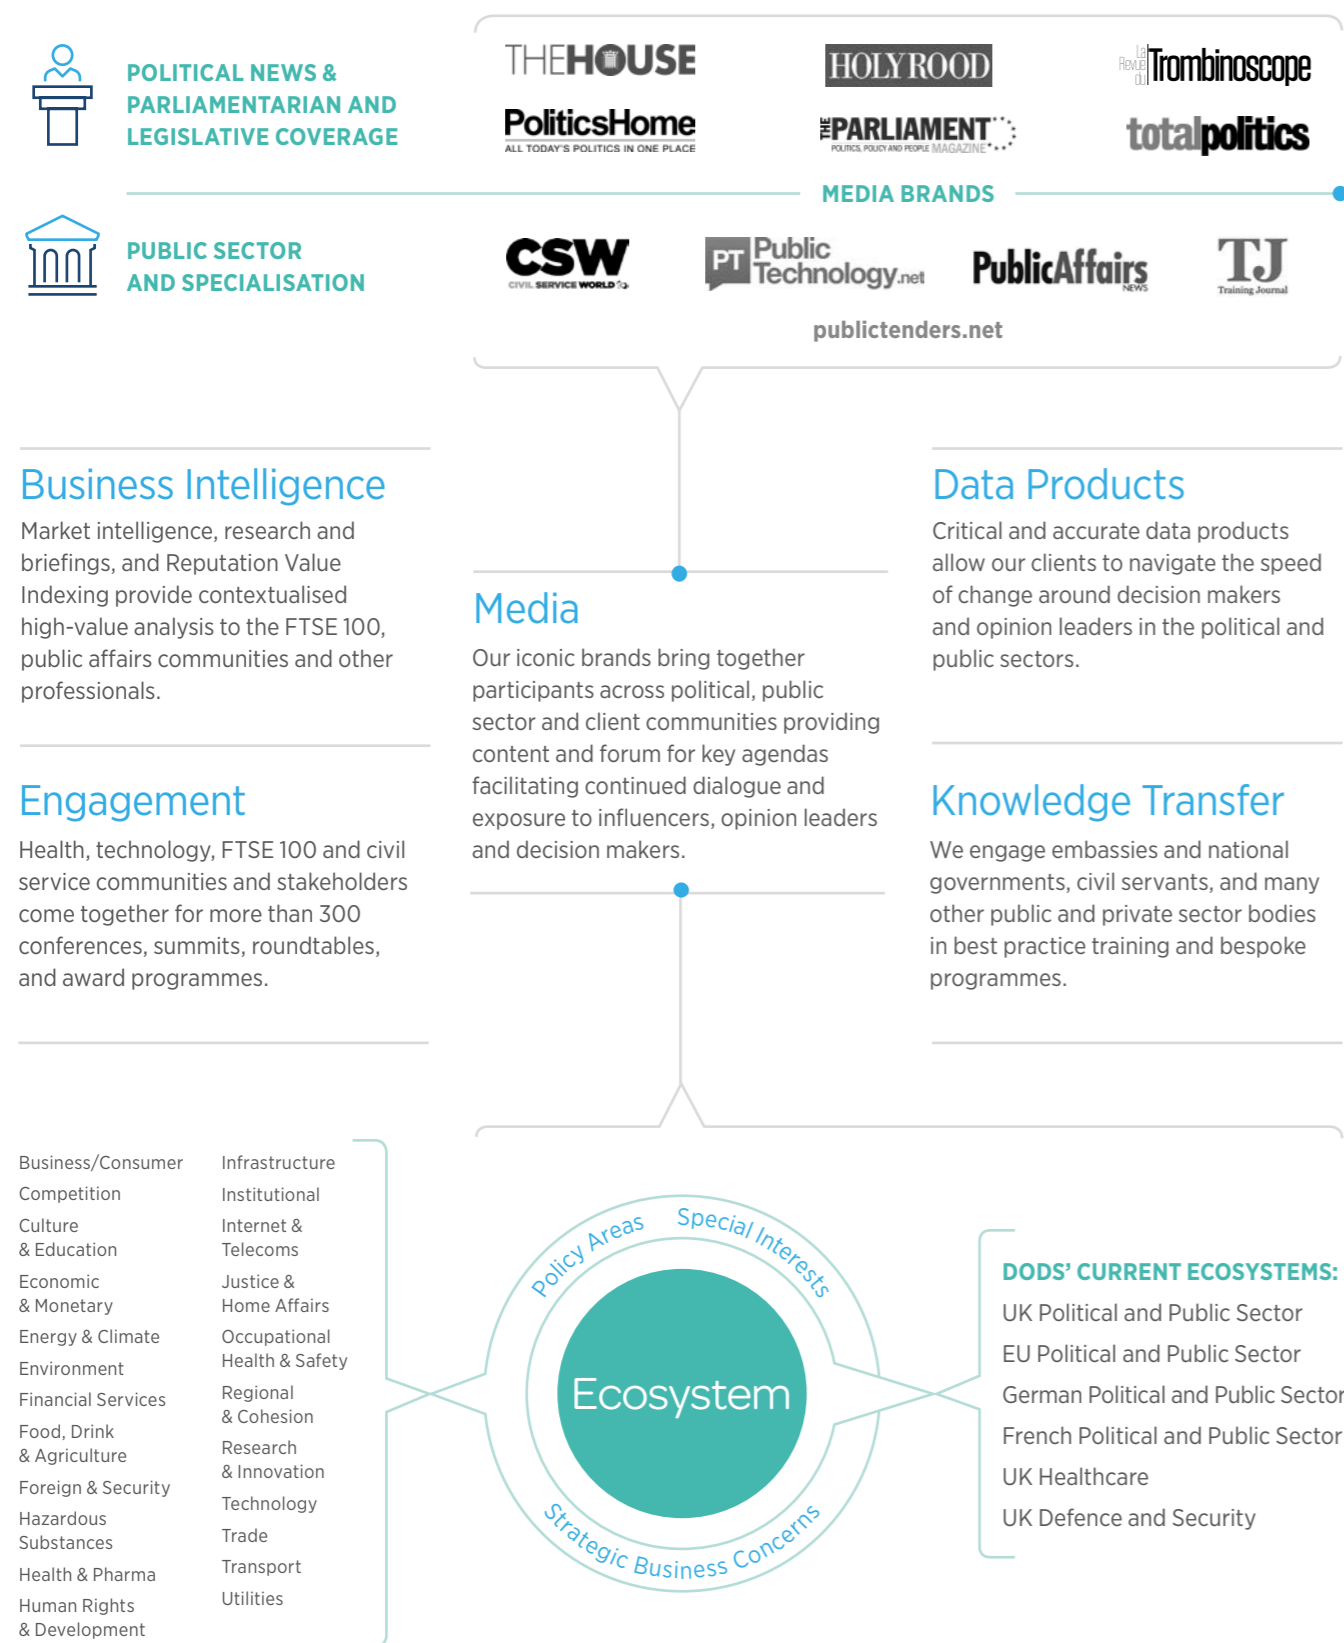 POLITICAL NEWS &
PARLIAMENTARIAN AND
LEGISLATIVE COVERAGE
THEHOUSE
HOLYROOD
La
Revue
du
Trombinoscope
PoliticsHome
ALL TODAY'S POLITICS IN ONE PLACE
THE
PARLIAMENT
POLITICS, POLICY AND PEOPLE MAGAZINE
totalpolitics
MEDIA BRANDS
PUBLIC SECTOR
AND SPECIALISATION
CSW
CIVIL SERVICE WORLD
PT
Public
Technology.net
PublicAffairs
NEWS
TJ
Training Journal
publictenders.net
Business Intelligence
Market intelligence, research and
briefings, and Reputation Value
Indexing provide contextualised
high-value analysis to the FTSE 100,
public affairs communities and other
professionals.
Engagement
Health, technology, FTSE 100 and civil
service communities and stakeholders
come together for more than 300
conferences, summits, roundtables,
and award programmes.
Media
Our iconic brands bring together
participants across political, public
sector and client communities providing
content and forum for key agendas
facilitating continued dialogue and
exposure to influencers, opinion leaders
and decision makers.
Data Products
Critical and accurate data products
allow our clients to navigate the speed
of change around decision makers
and opinion leaders in the political and
public sectors.
Knowledge Transfer
We engage embassies and national
governments, civil servants, and many
other public and private sector bodies
in best practice training and bespoke
programmes.
Business/Consumer
Competition
Culture
& Education
Economic
& Monetary
Energy & Climate
Environment
Financial Services
Food, Drink
& Agriculture
Foreign & Security
Hazardous
Substances
Health & Pharma
Human Rights
& Development
Infrastructure
Institutional
Internet &
Telecoms
Justice &
Home Affairs
Occupational
Health & Safety
Regional
& Cohesion
Research
& Innovation
Technology
Trade
Transport
Utilities
Policy Areas
Special Interests
Ecosystem
Strategic Business Concerns
DODS' CURRENT ECOSYSTEMS:
UK Political and Public Sector
EU Political and Public Sector
German Political and Public Sector
French Political and Public Sector
UK Healthcare
UK Defence and Security